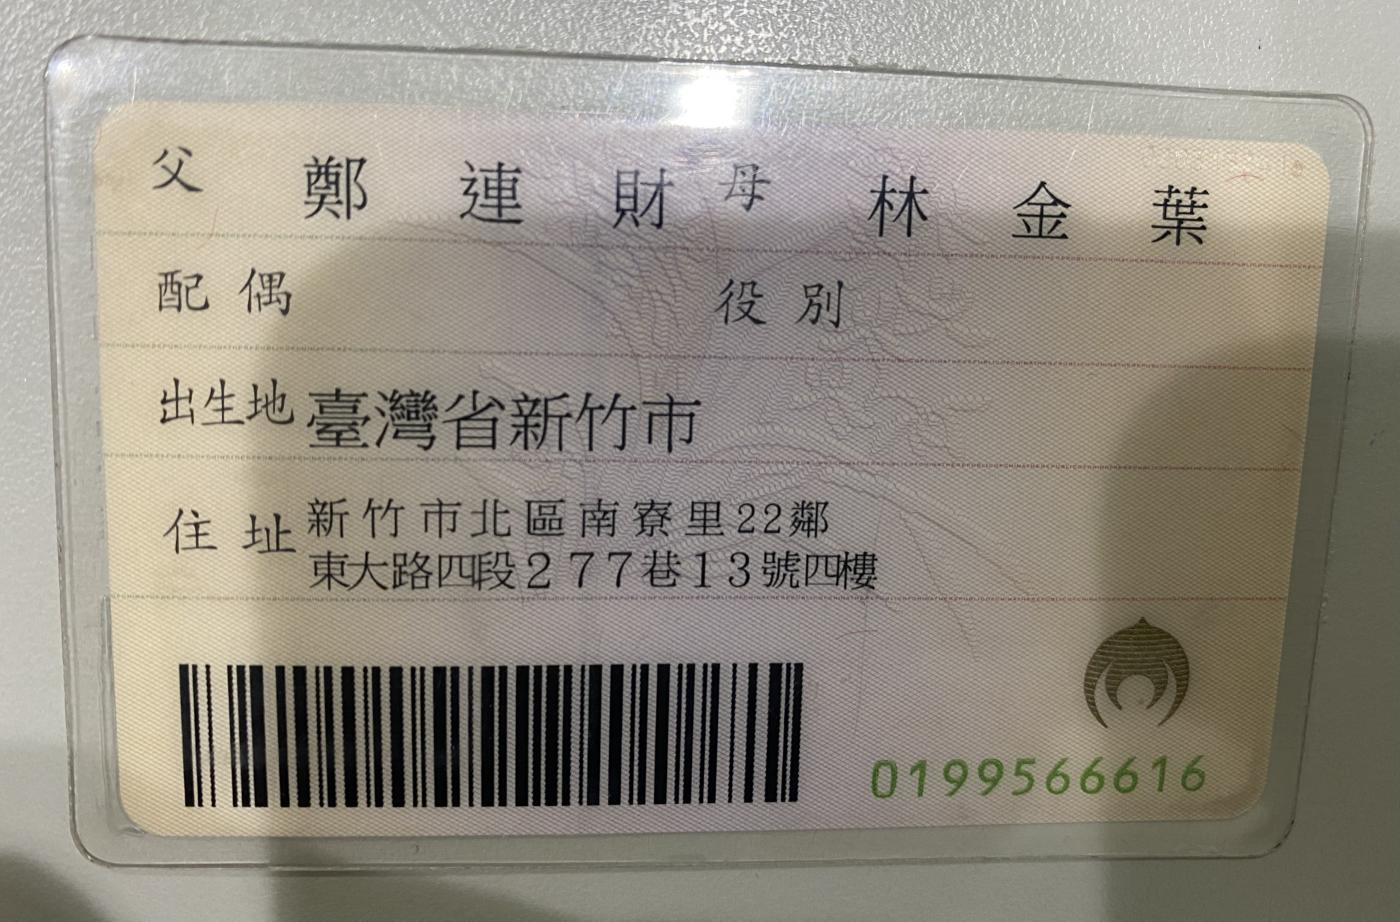 父 鄭連財 母 林金葉
配偶 役別
出生地 臺灣省新竹市
住址 新竹市北區南寮里22鄰
東大路四段277巷13號四樓
0199566616